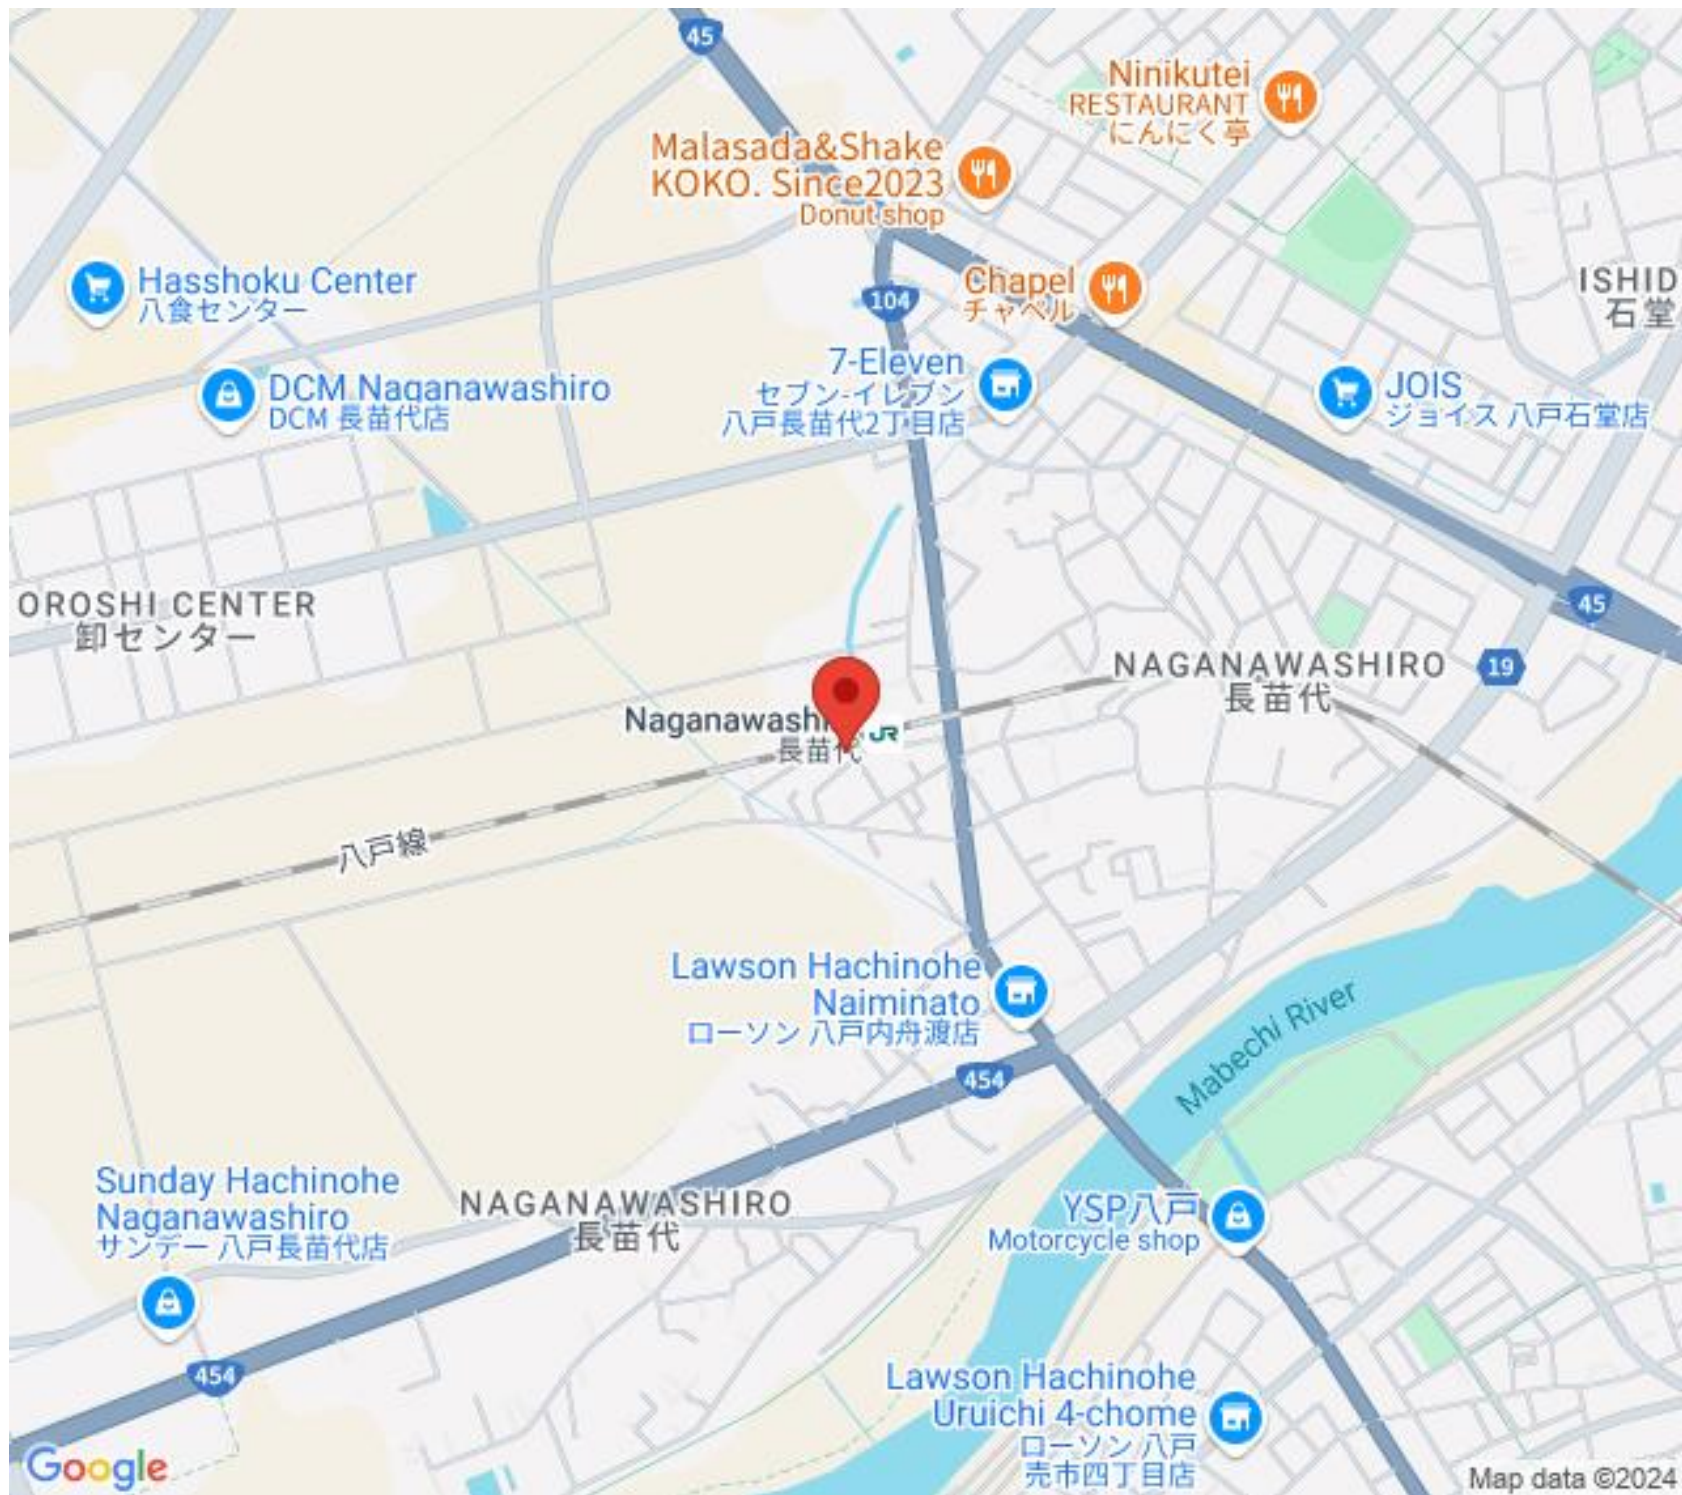 45
Ninikutei
RESTAURANT
にんにく亭
Malasada&Shake
KOKO. Since2023
Donut shop
Hasshoku Center
八食センター
104
Chapel
チャペル
ISHID
石堂
DCM Naganawashiro
DCM 長苗代店
7-Eleven
セブン-イレブン
八戸長苗代2丁目店
JOIS
ジョイス 八戸石堂店
OROSHI CENTER
卸センター
45
NAGANAWASHIRO
長苗代
19
Naganawashi
長苗代
JR
八戸線
Lawson Hachinohe
Naiminato
ローソン 八戸内舟渡店
Mabechi River
454
Sunday Hachinohe
Naganawashiro
サンデー 八戸長苗代店
NAGANAWASHIRO
長苗代
YSP八戸
Motorcycle shop
454
Lawson Hachinohe
Uruichi 4-chome
ローソン 八戸
売市四丁目店
Google
Map data ©2024